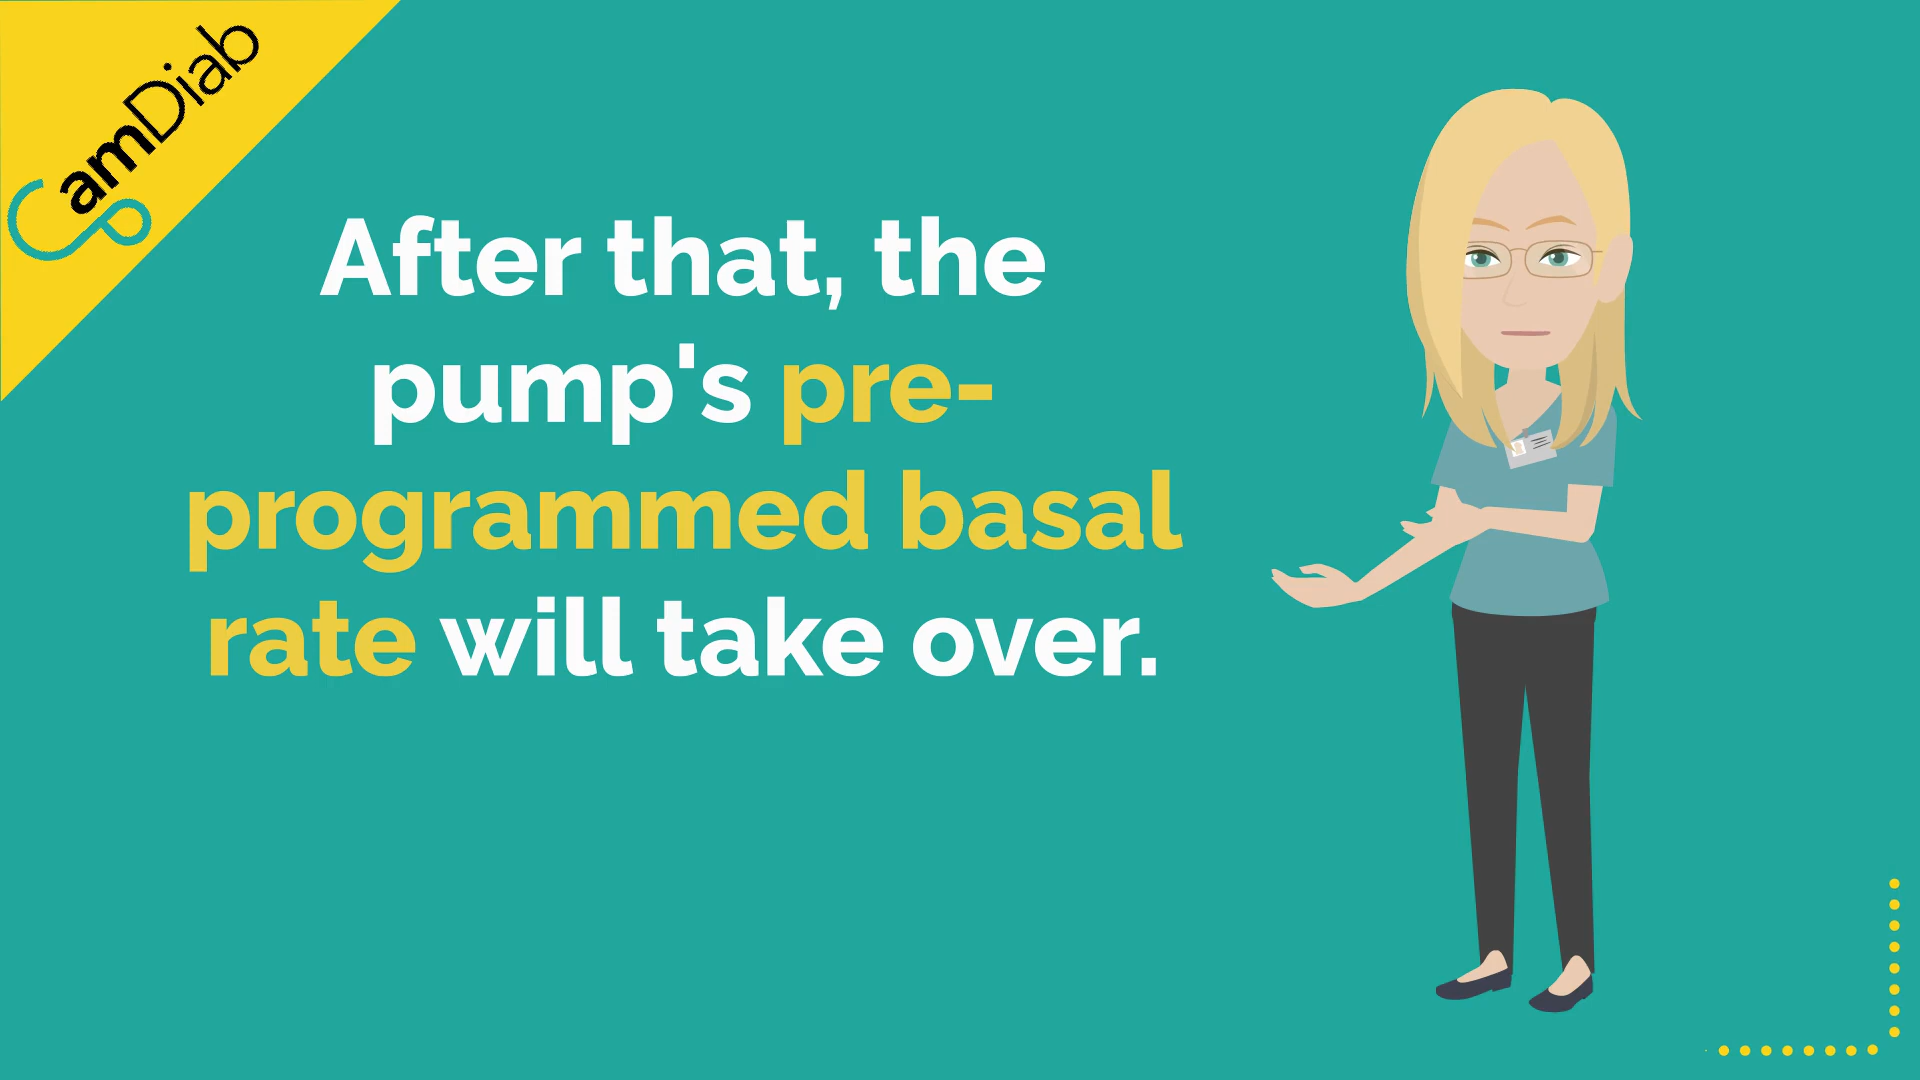 CamDiab
After that, the
pump's pre-
programmed basal
rate will take over.